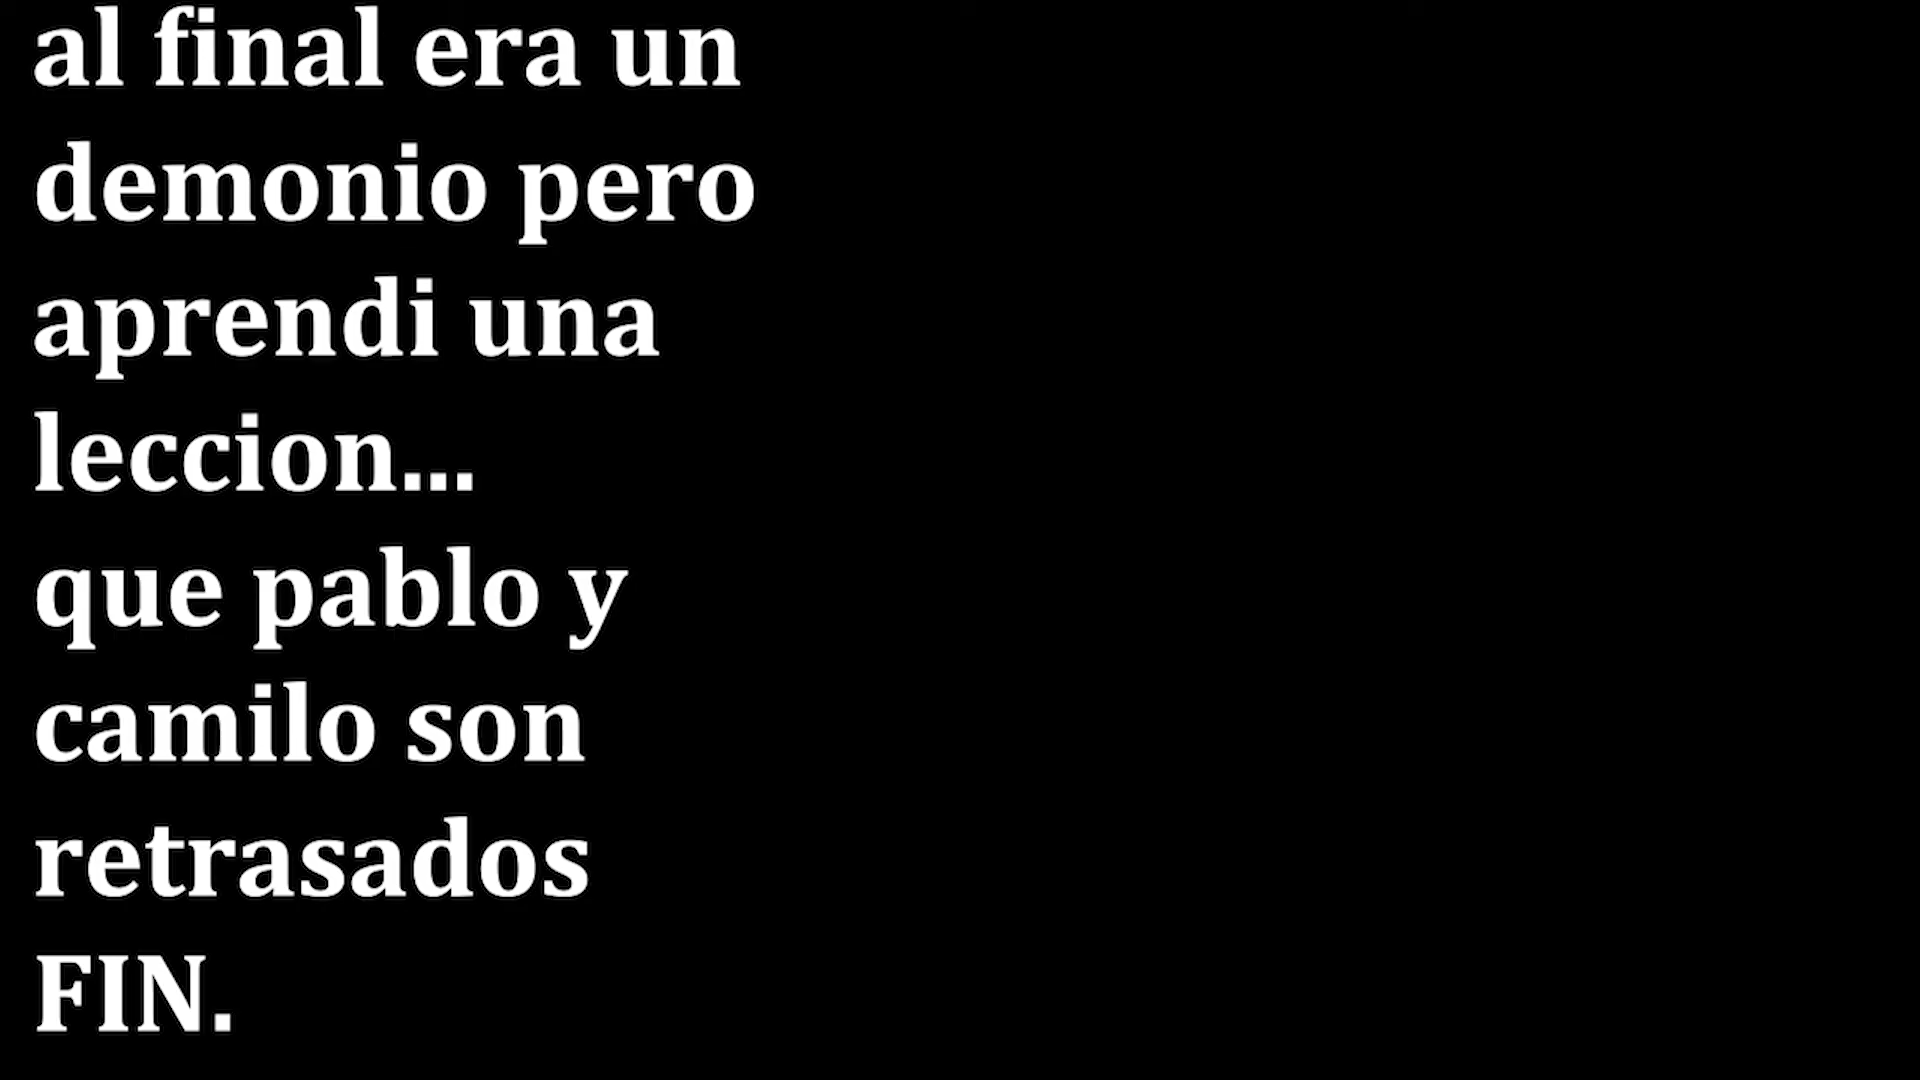 al final era un
demonio pero
aprendi una
leccion...
que pablo y
camilo son
retrasados
FIN.